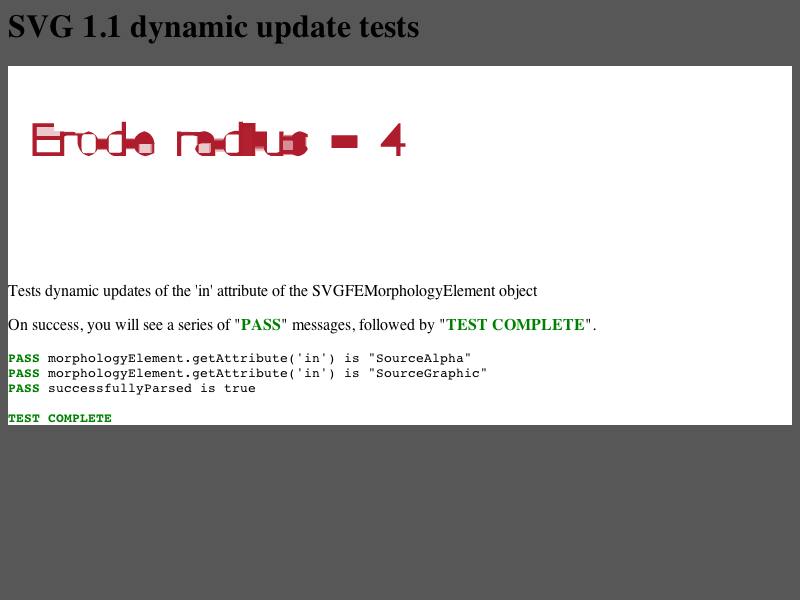 SVG 1.1 dynamic update tests
Erode radius = 4
Tests dynamic updates of the 'in' attribute of the SVGFEMorphologyElement object
On success, you will see a series of "PASS" messages, followed by "TEST COMPLETE".
PASS morphologyElement.getAttribute('in') is "SourceAlpha"
PASS morphologyElement.getAttribute('in') is "SourceGraphic"
PASS successfullyParsed is true
TEST COMPLETE